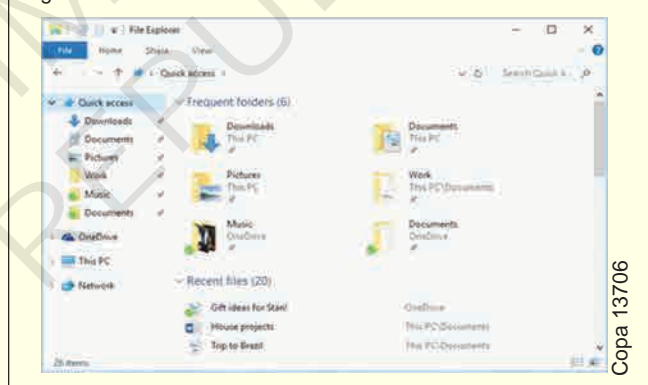 File Explorer
File Home Share View
Quick access
Search Quick a...
Quick access
Downloads
Documents
Pictures
Work
Music
Documents
OneDrive
This PC
Network
Frequent folders (6)
Downloads
This PC
Documents
This PC
Pictures
This PC
Work
This PC\Documents
Music
OneDrive
Documents
OneDrive
Recent files (20)
Gift ideas for Stan! OneDrive
House projects This PC\Documents
Trip to Brazil This PC\Documents
26 items
Copa 13706